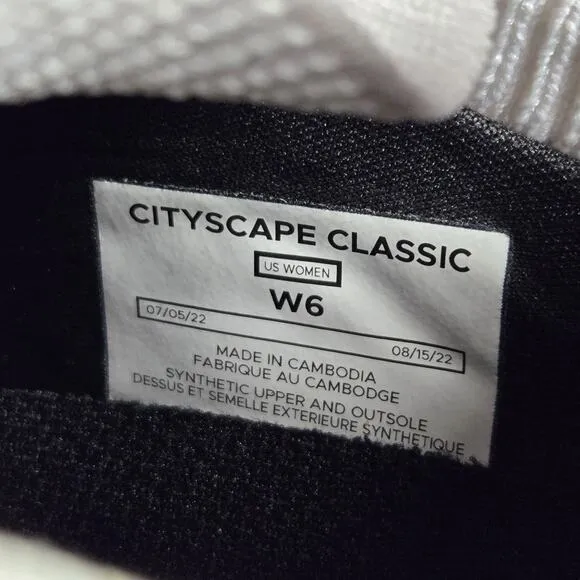 CITYSCAPE CLASSIC
US WOMEN
W6
07/05/22 08/15/22
MADE IN CAMBODIA
FABRIQUE AU CAMBODGE
SYNTHETIC UPPER AND OUTSOLE
DESSUS ET SEMELLE EXTERIEURE SYNTHETIQUE